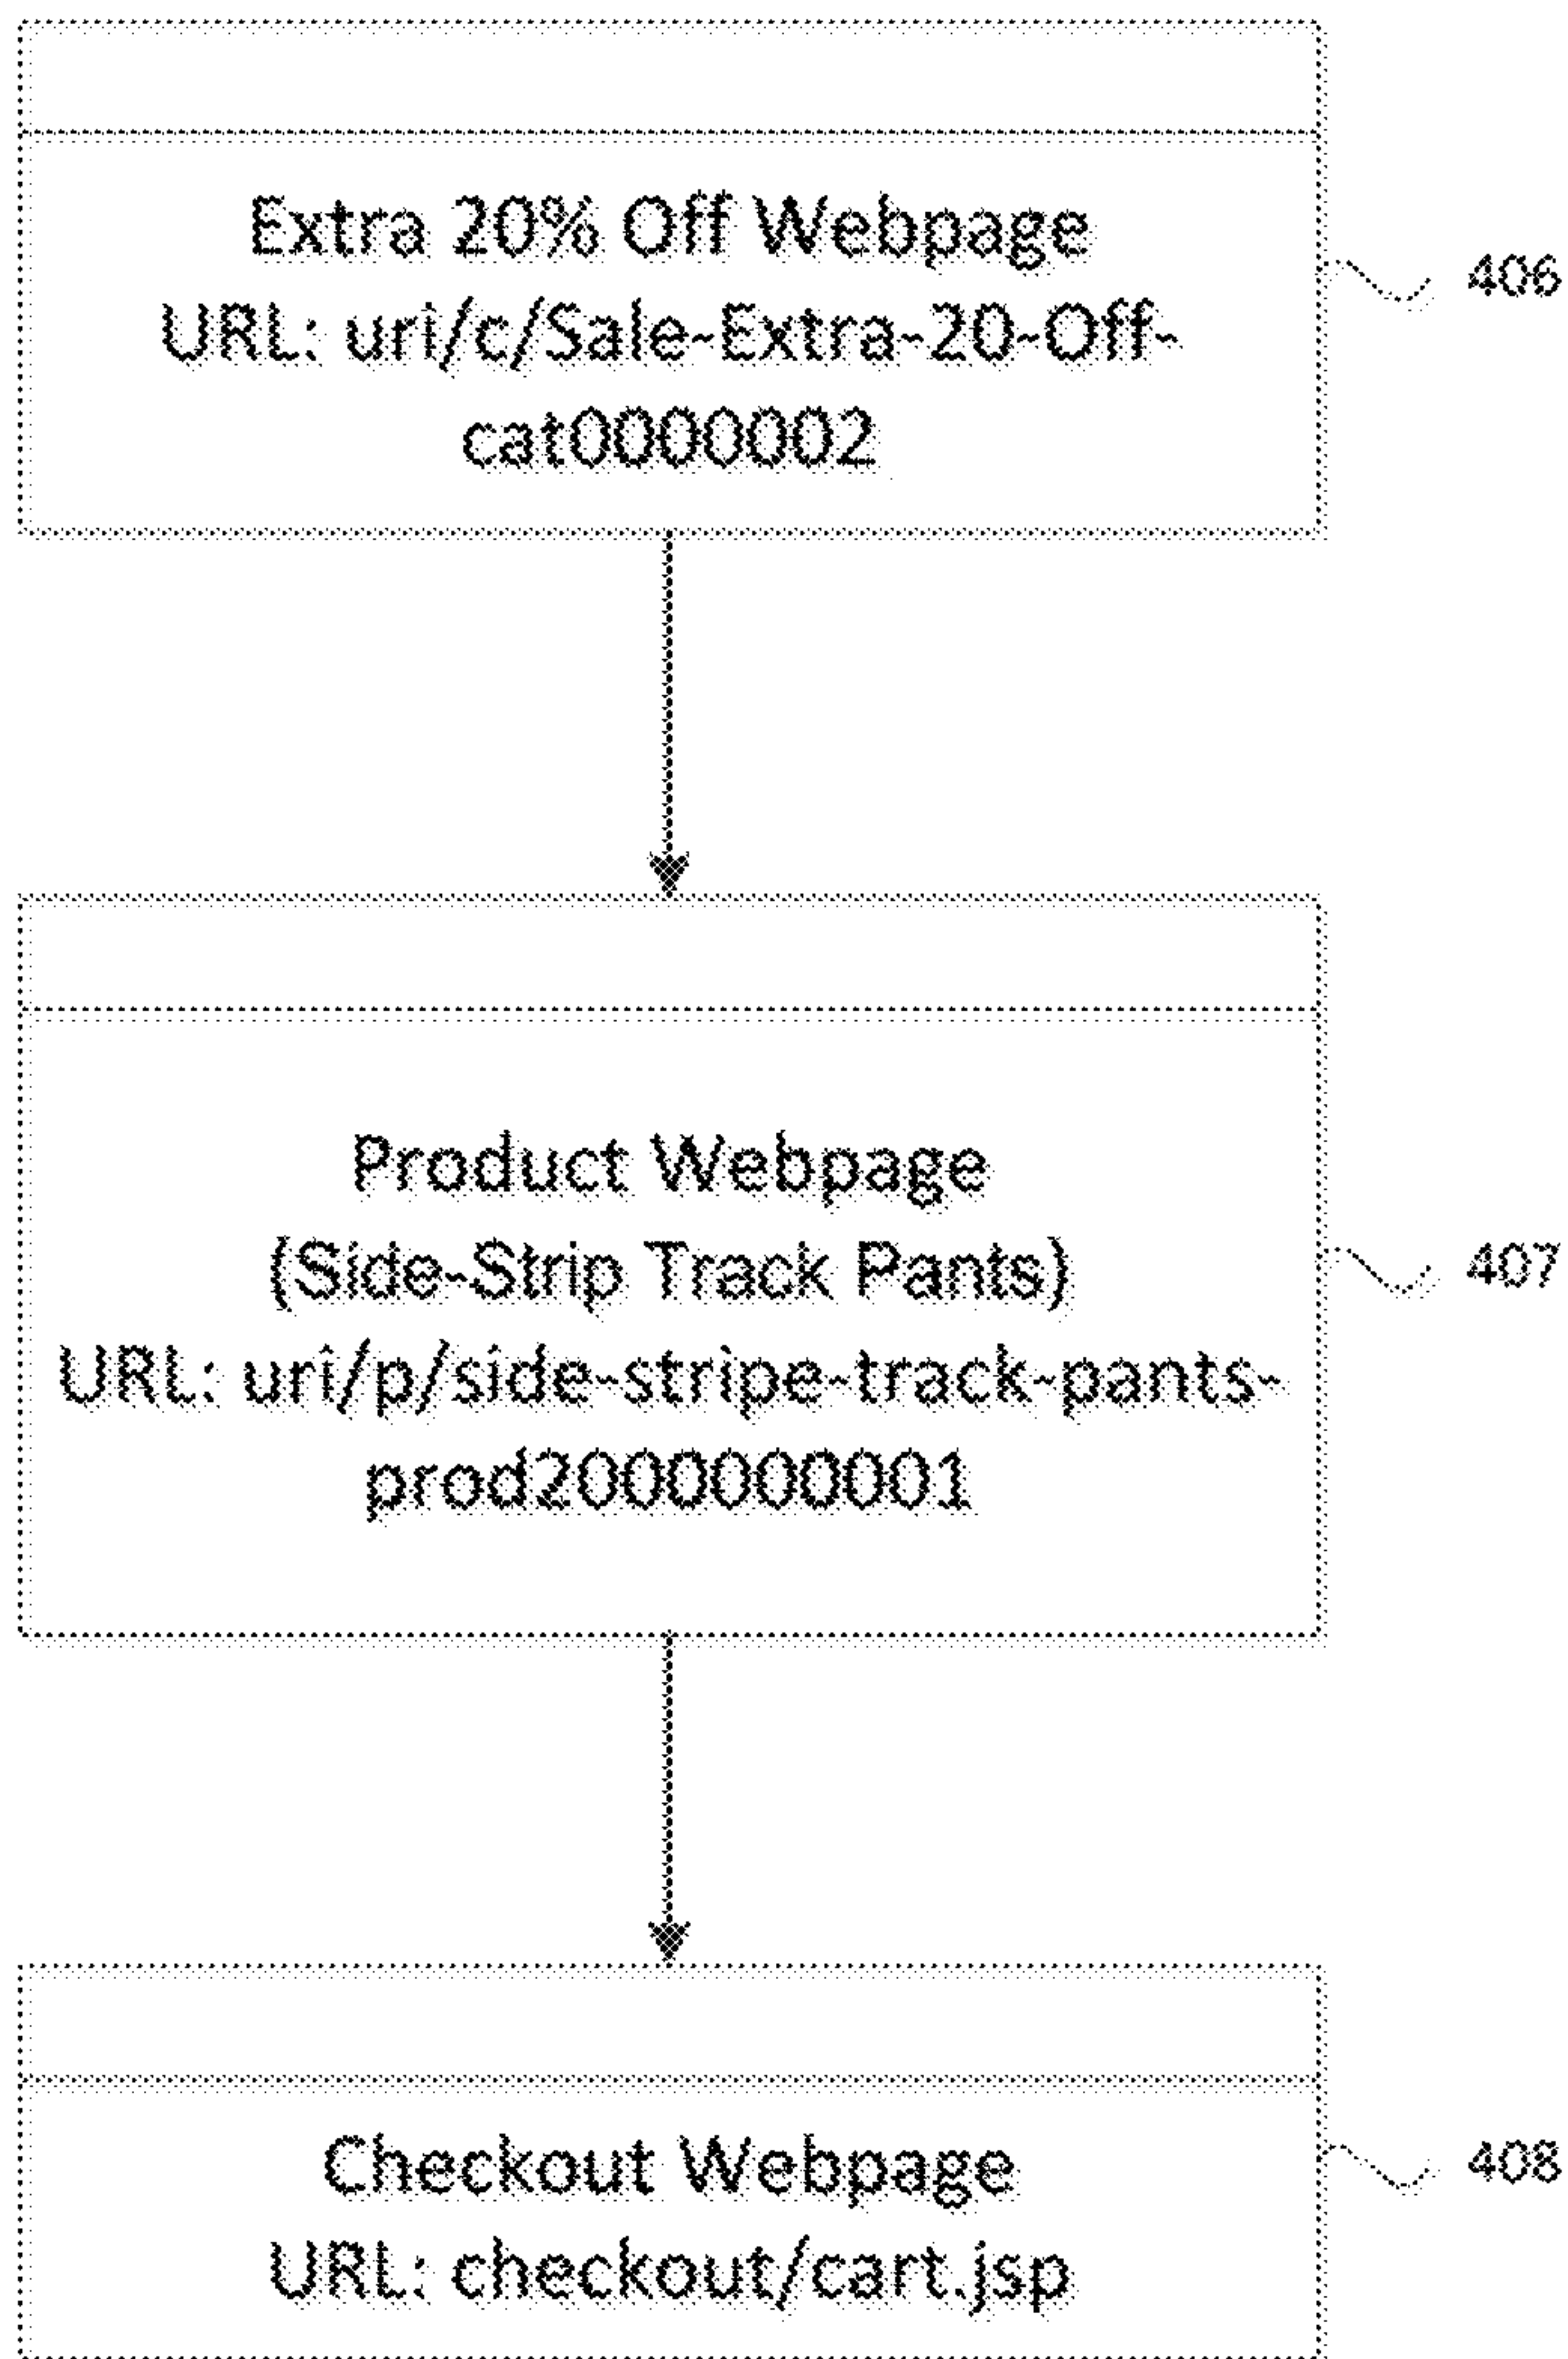 Extra 20% Off Webpage
URL: uri/c/Sale-Extra-20-Off-
cat0000002
406
Product Webpage
(Side-Strip Track Pants)
URL: uri/p/side-stripe-track-pants-
prod2000000001
407
Checkout Webpage
URL: checkout/cart.jsp
408